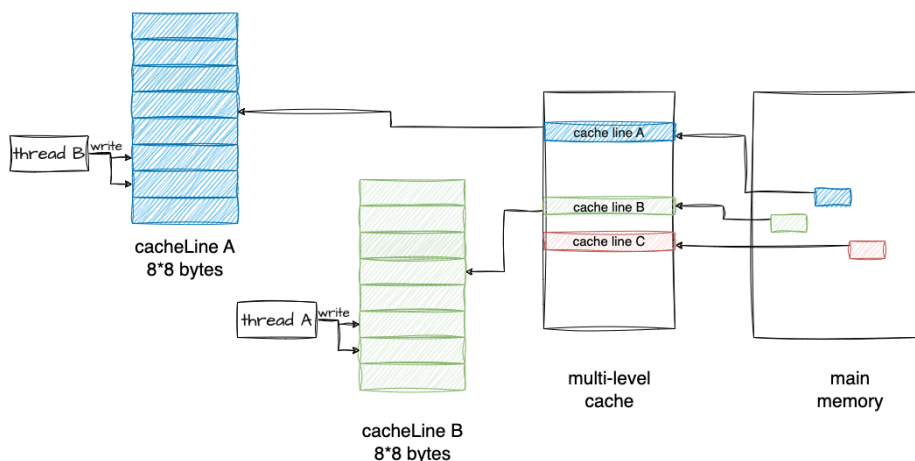 cache line A
write
thread B
cache line B
cache line C
cacheLine A
8*8 bytes
write
thread A
multi-level
cache
main
memory
cacheLine B
8*8 bytes